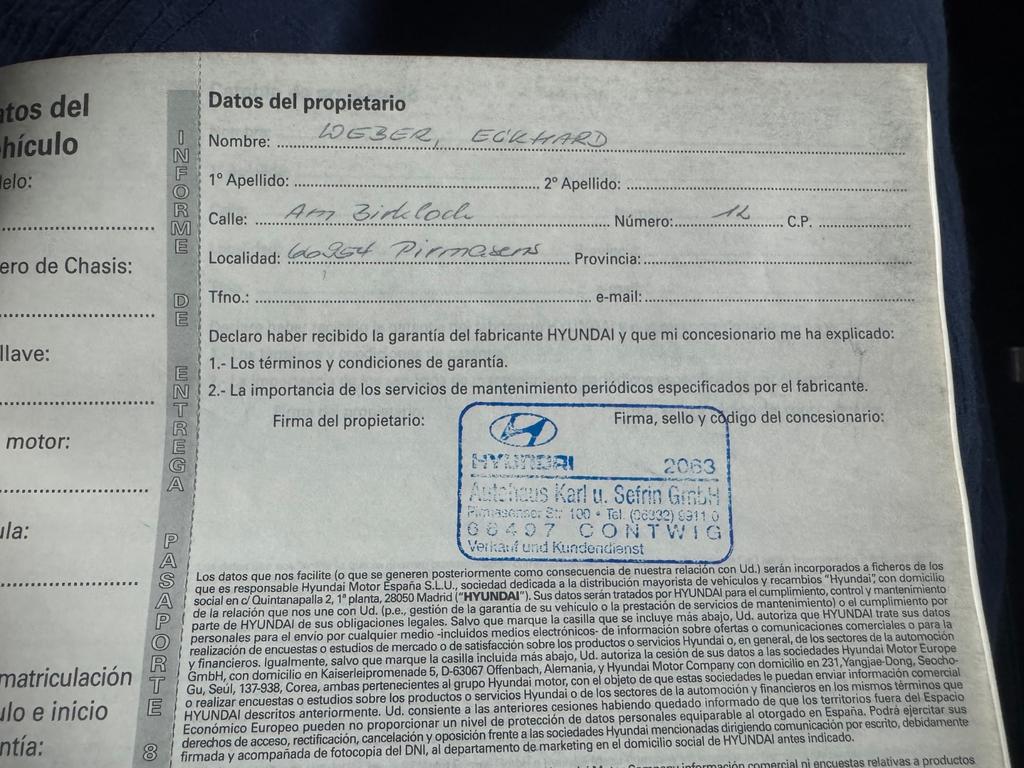 Datos del propietario
Nombre: WEBER, ECKHARD
1º Apellido: 2º Apellido:
Calle: Am Birkloch Número: 12 C.P.
Localidad: 66954 Pirmasens Provincia:
Tfno.: e-mail:
Declaro haber recibido la garantía del fabricante HYUNDAI y que mi concesionario me ha explicado:
1.- Los términos y condiciones de garantía.
2.- La importancia de los servicios de mantenimiento periódicos especificados por el fabricante.
Firma del propietario: Firma, sello y código del concesionario:
HYUNDAI 2063
Autohaus Karl u. Sefrin GmbH
Pirmasenser Str. 100 • Tel. (06332) 9911 0
66497 CONTWIG
Verkauf und Kundendienst
Los datos que nos facilite (o que se generen posteriormente como consecuencia de nuestra relación con Ud.) serán incorporados a ficheros de los
que es responsable Hyundai Motor España S.L.U., sociedad dedicada a la distribución mayorista de vehículos y recambios "Hyundai", con domicilio
social en c/ Quintanapalla 2, 1ª planta, 28050 Madrid ("HYUNDAI"). Sus datos serán tratados por HYUNDAI para el cumplimiento, control y mantenimiento
de la relación que nos une con Ud. (p.e., gestión de la garantía de su vehículo o la prestación de servicios de mantenimiento) o el cumplimiento por
parte de HYUNDAI de sus obligaciones legales. Salvo que marque la casilla que se incluye más abajo, Ud. autoriza que HYUNDAI trate sus datos
personales para el envío por cualquier medio -incluidos medios electrónicos- de información sobre ofertas o comunicaciones comerciales o para la
realización de encuestas o estudios de mercado o de satisfacción sobre los productos o servicios Hyundai o, en general, de los sectores de la automoción
y financieros. Igualmente, salvo que marque la casilla incluida más abajo, Ud. autoriza la cesión de sus datos a las sociedades Hyundai Motor Europe
GmbH, con domicilio en Kaiserleipromenade 5, D-63067 Offenbach, Alemania, y Hyundai Motor Company con domicilio en 231, Yangjae-Dong, Seocho-
Gu, Seúl, 137-938, Corea, ambas pertenecientes al grupo Hyundai motor, con el objeto de que estas sociedades le puedan enviar información comercial
o realizar encuestas o estudios sobre los productos o servicios Hyundai o de los sectores de la automoción y financieros en los mismos términos que
HYUNDAI descritos anteriormente. Ud. consiente a las anteriores cesiones habiendo quedado informado de que los territorios fuera del Espacio
Económico Europeo pueden no proporcionar un nivel de protección de datos personales equiparable al otorgado en España. Podrá ejercitar sus
derechos de acceso, rectificación, cancelación y oposición frente a las sociedades Hyundai mencionadas dirigiendo comunicación por escrito, debidamente
firmada y acompañada de fotocopia del DNI, al departamento de marketing en el domicilio social de HYUNDAI antes indicado.
información comercial ni encuestas relativas a productos
INFORME DE ENTREGA PASAPORTE 8
tos del
hículo
elo:
ero de Chasis:
llave:
motor:
ula:
matriculación
ulo e inicio
ntía: